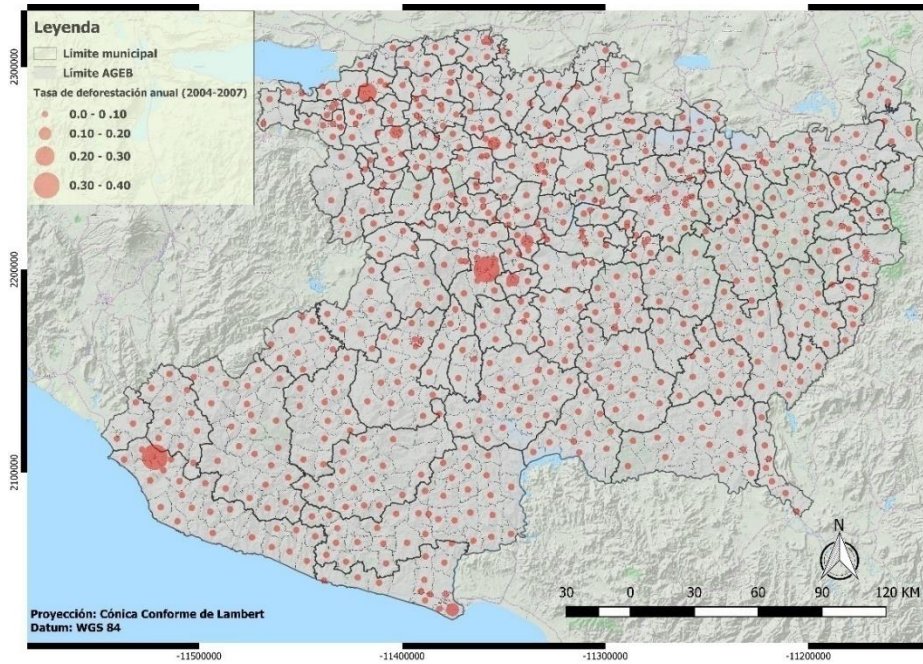 Leyenda
Límite municipal
Límite AGEB
Tasa de deforestación anual (2004-2007)
0.0 - 0 .10
0.10 - 0.20
0.20 - 0.30
0.30 - 0.40
2300000
2200000
2100000
N
30 0 30 60 90 120 KM
Proyección: Cónica Conforme de Lambert
Datum: WGS 84
-11500000 -11400000 -11300000 -11200000